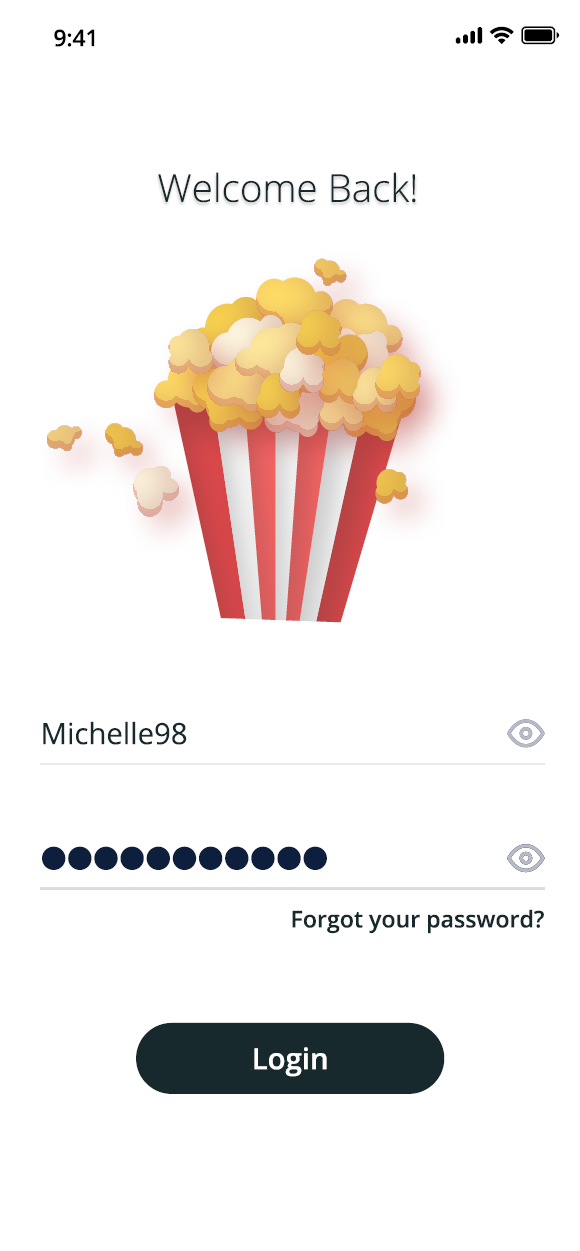 9:41
Welcome Back!
Michelle98
●●●●●●●●●●●
Forgot your password?
Login